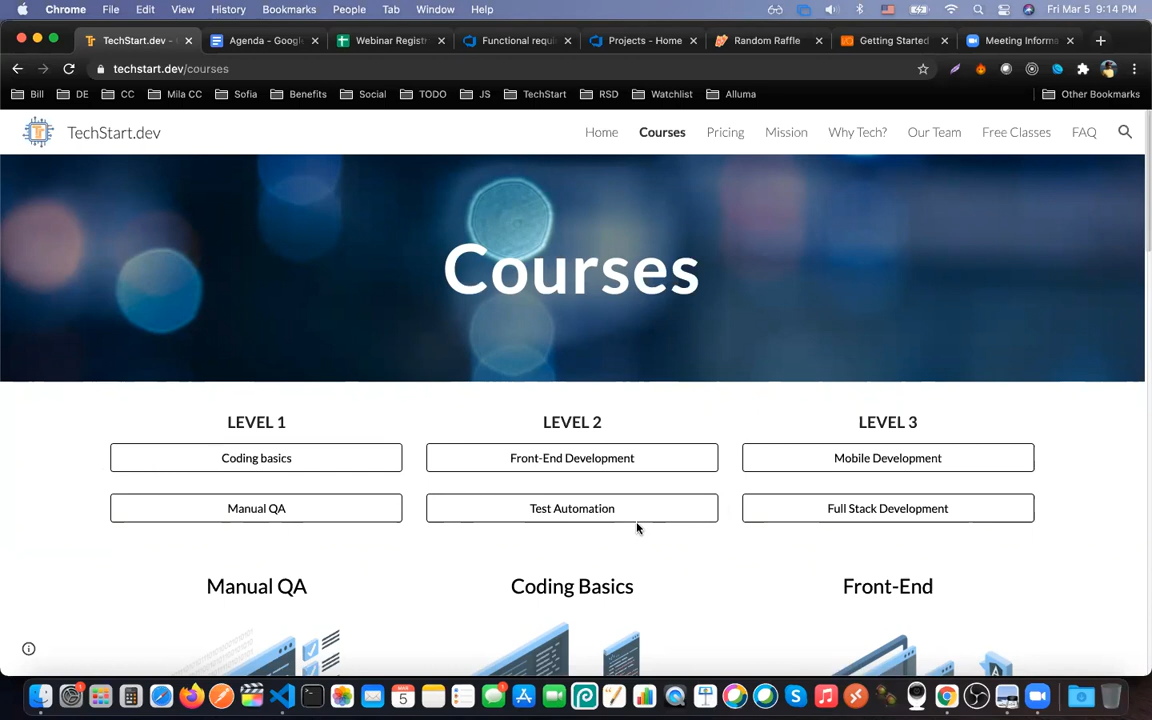 Chrome File Edit View History Bookmarks People Tab Window Help Fri Mar 5 9:14 PM
TechStart.dev - Agenda - Googl Webinar Registr Functional requi Projects - Home Random Raffle Getting Started Meeting Informa
techstart.dev/courses
Bill DE CC Mila CC Sofia Benefits Social TODO JS TechStart RSD Watchlist Alluma Other Bookmarks
TechStart.dev Home Courses Pricing Mission Why Tech? Our Team Free Classes FAQ
Courses
LEVEL 1 LEVEL 2 LEVEL 3
Coding basics Front-End Development Mobile Development
Manual QA Test Automation Full Stack Development
Manual QA Coding Basics Front-End